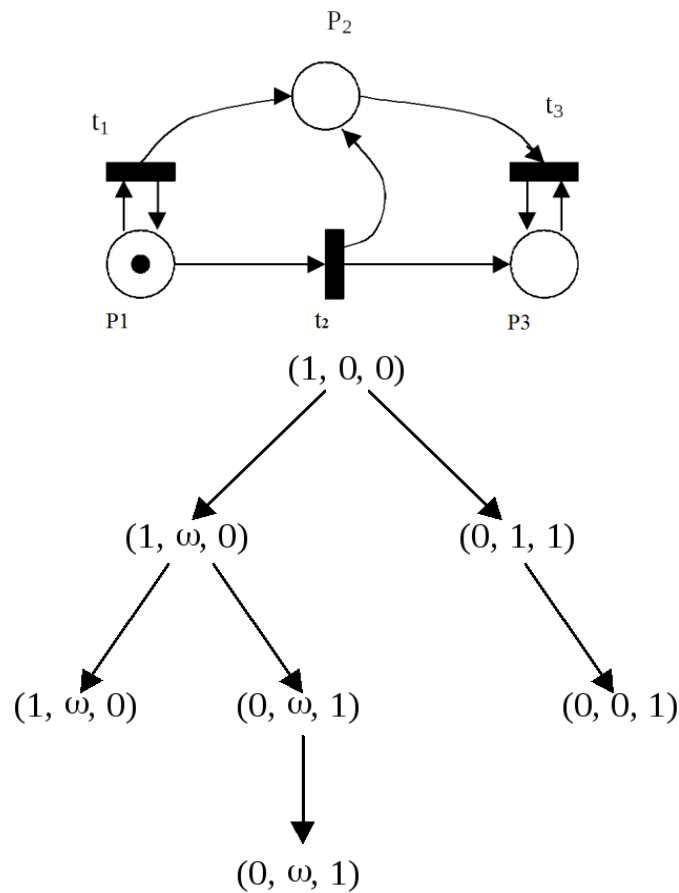 P₂
t₁
t₃
P1
t₂
P3
(1, 0, 0)
(1, ω, 0)
(0, 1, 1)
(1, ω, 0)
(0, ω, 1)
(0, 0, 1)
(0, ω, 1)